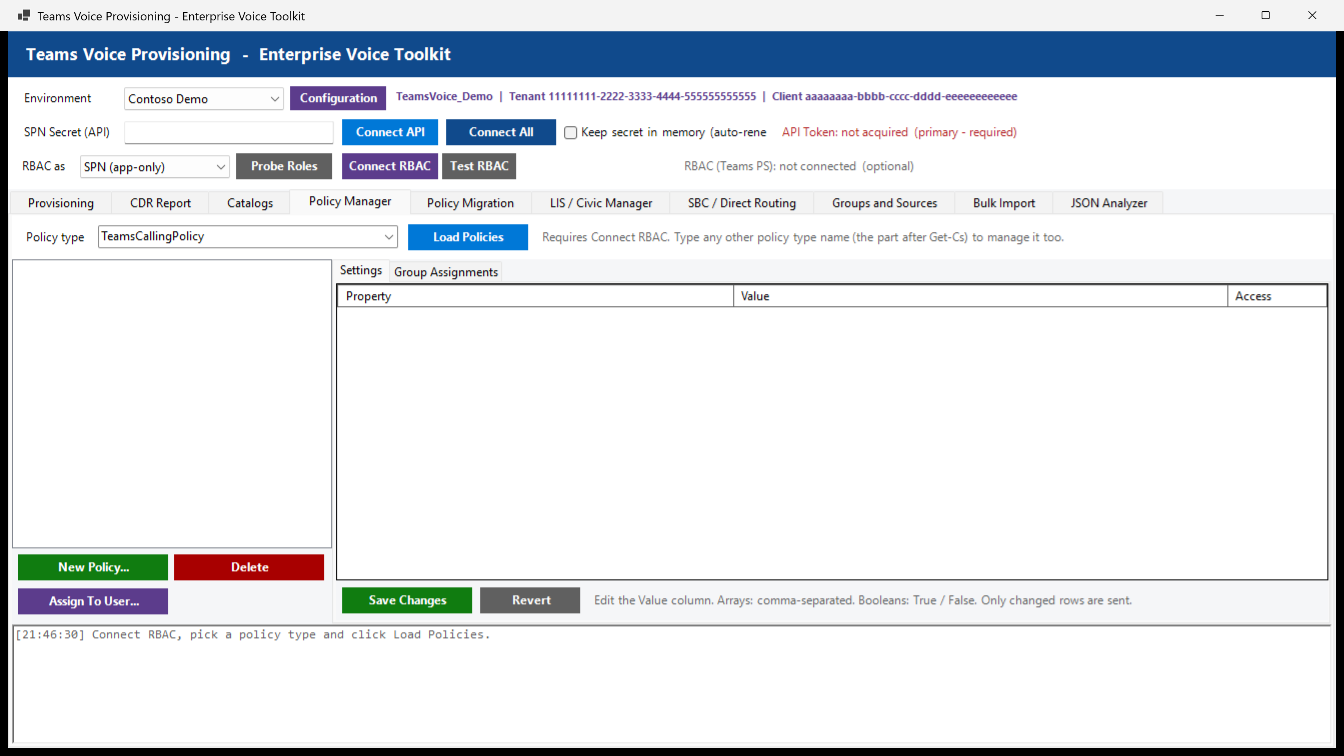 Teams Voice Provisioning - Enterprise Voice Toolkit
Teams Voice Provisioning - Enterprise Voice Toolkit
Environment Contoso Demo Configuration TeamsVoice_Demo | Tenant 11111111-2222-3333-4444-555555555555 | Client aaaaaaaa-bbbb-cccc-dddd-eeeeeeeeeeee
SPN Secret (API) Connect API Connect All Keep secret in memory (auto-rene API Token: not acquired (primary - required)
RBAC as SPN (app-only) Probe Roles Connect RBAC Test RBAC RBAC (Teams PS): not connected (optional)
Provisioning CDR Report Catalogs Policy Manager Policy Migration LIS / Civic Manager SBC / Direct Routing Groups and Sources Bulk Import JSON Analyzer
Policy type TeamsCallingPolicy Load Policies Requires Connect RBAC. Type any other policy type name (the part after Get-Cs) to manage it too.
Settings Group Assignments
Property Value Access
New Policy... Delete
Assign To User...
Save Changes Revert Edit the Value column. Arrays: comma-separated. Booleans: True / False. Only changed rows are sent.
[21:46:30] Connect RBAC, pick a policy type and click Load Policies.